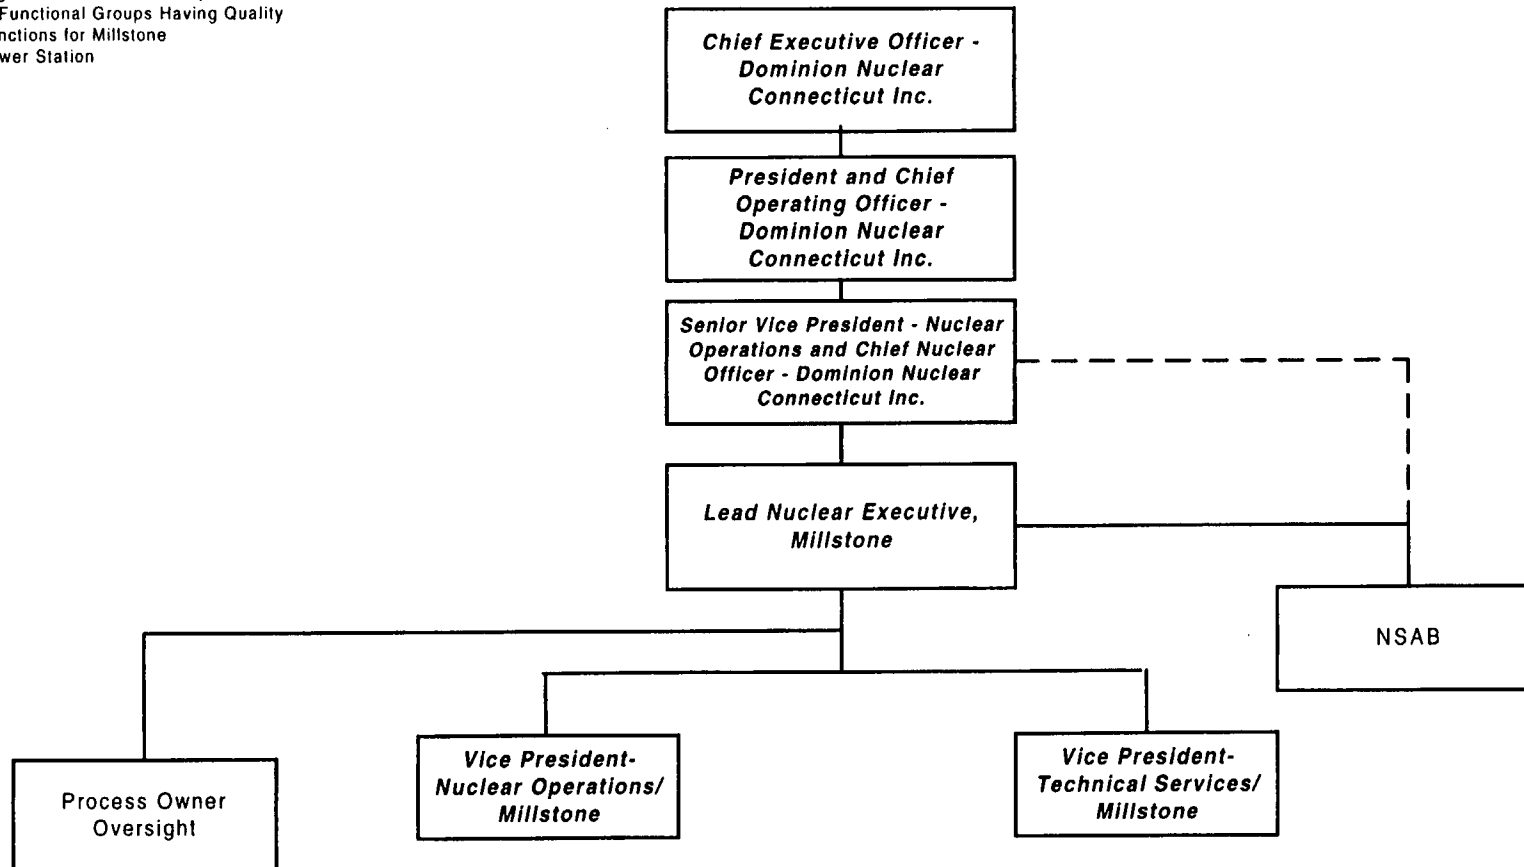 Functional Groups Having Quality
nctions for Millstone
wer Station
Chief Executive Officer -
Dominion Nuclear
Connecticut Inc.
President and Chief
Operating Officer -
Dominion Nuclear
Connecticut Inc.
Senior Vice President - Nuclear
Operations and Chief Nuclear
Officer - Dominion Nuclear
Connecticut Inc.
Lead Nuclear Executive,
Millstone
NSAB
Vice President-
Nuclear Operations/
Millstone
Vice President-
Technical Services/
Millstone
Process Owner
Oversight